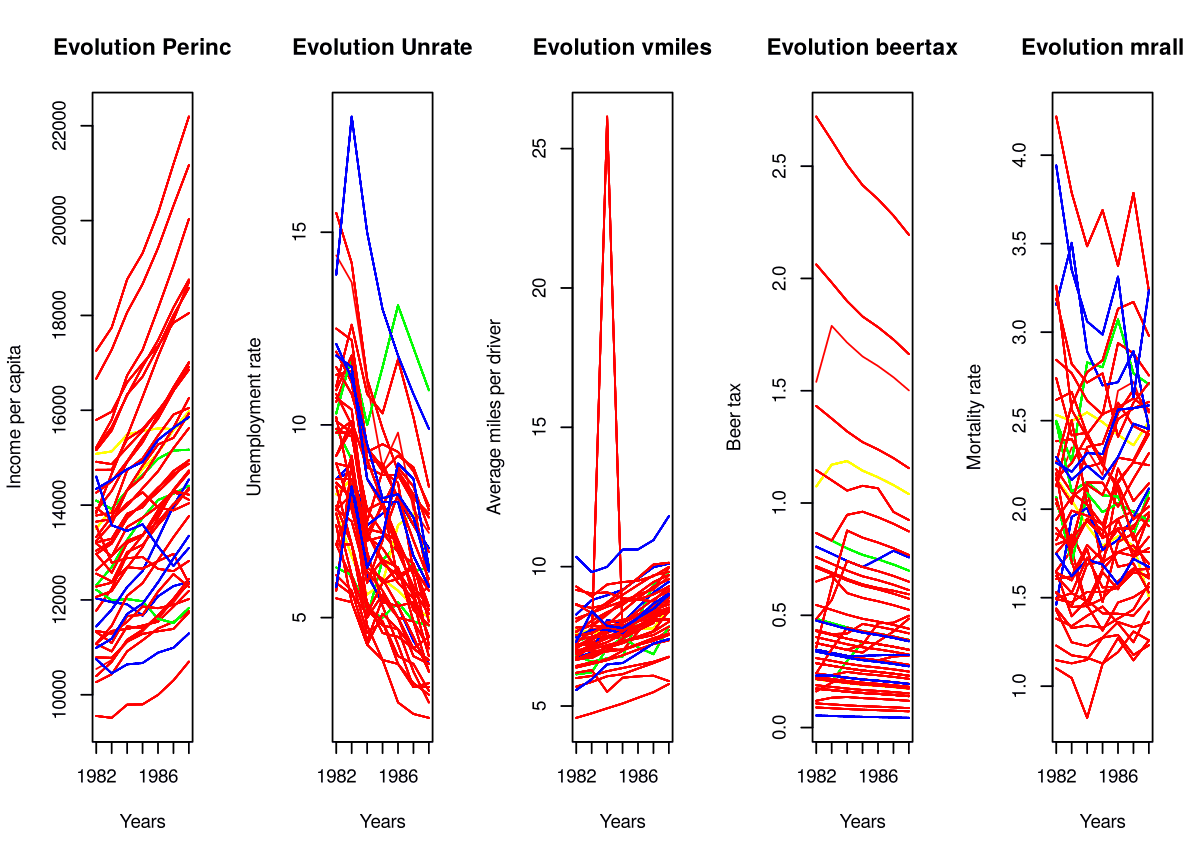 Evolution Perinc
Income per capita
10000
12000
14000
16000
18000
20000
22000
1982
1986
Years
Evolution Unrate
Unemployment rate
5
10
15
1982
1986
Years
Evolution vmiles
Average miles per driver
5
10
15
20
25
1982
1986
Years
Evolution beertax
Beer tax
0.0
0.5
1.0
1.5
2.0
2.5
1982
1986
Years
Evolution mrall
Mortality rate
1.0
1.5
2.0
2.5
3.0
3.5
4.0
1982
1986
Years